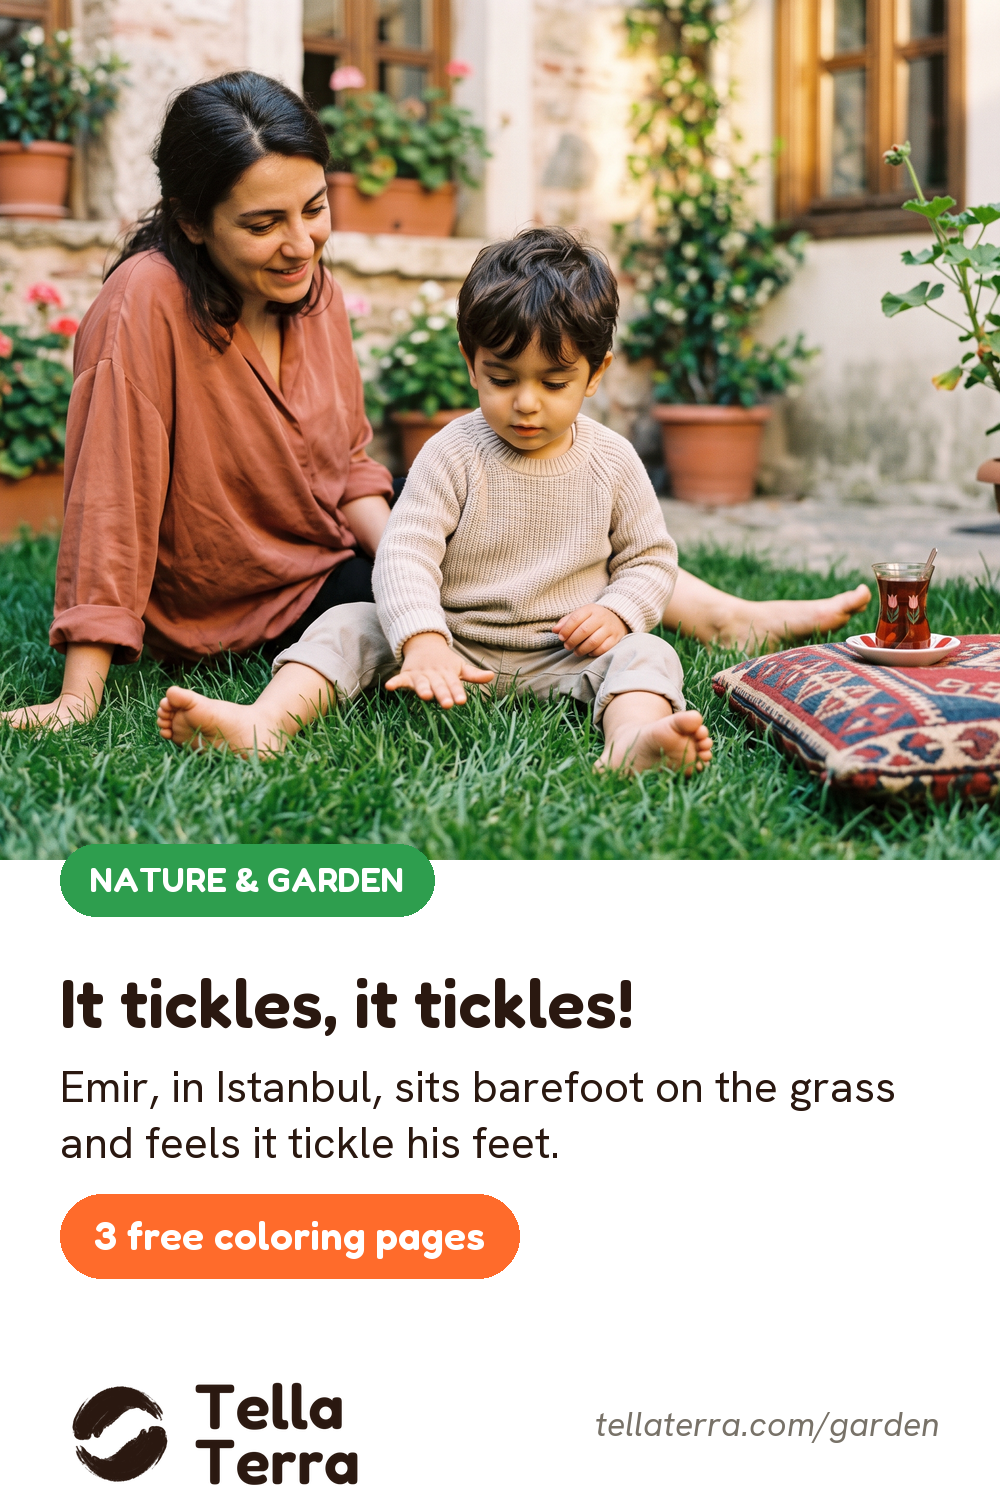 NATURE & GARDEN
It tickles, it tickles!
Emir, in Istanbul, sits barefoot on the grass
and feels it tickle his feet.
3 free coloring pages
Tella
Terra
tellaterra.com/garden